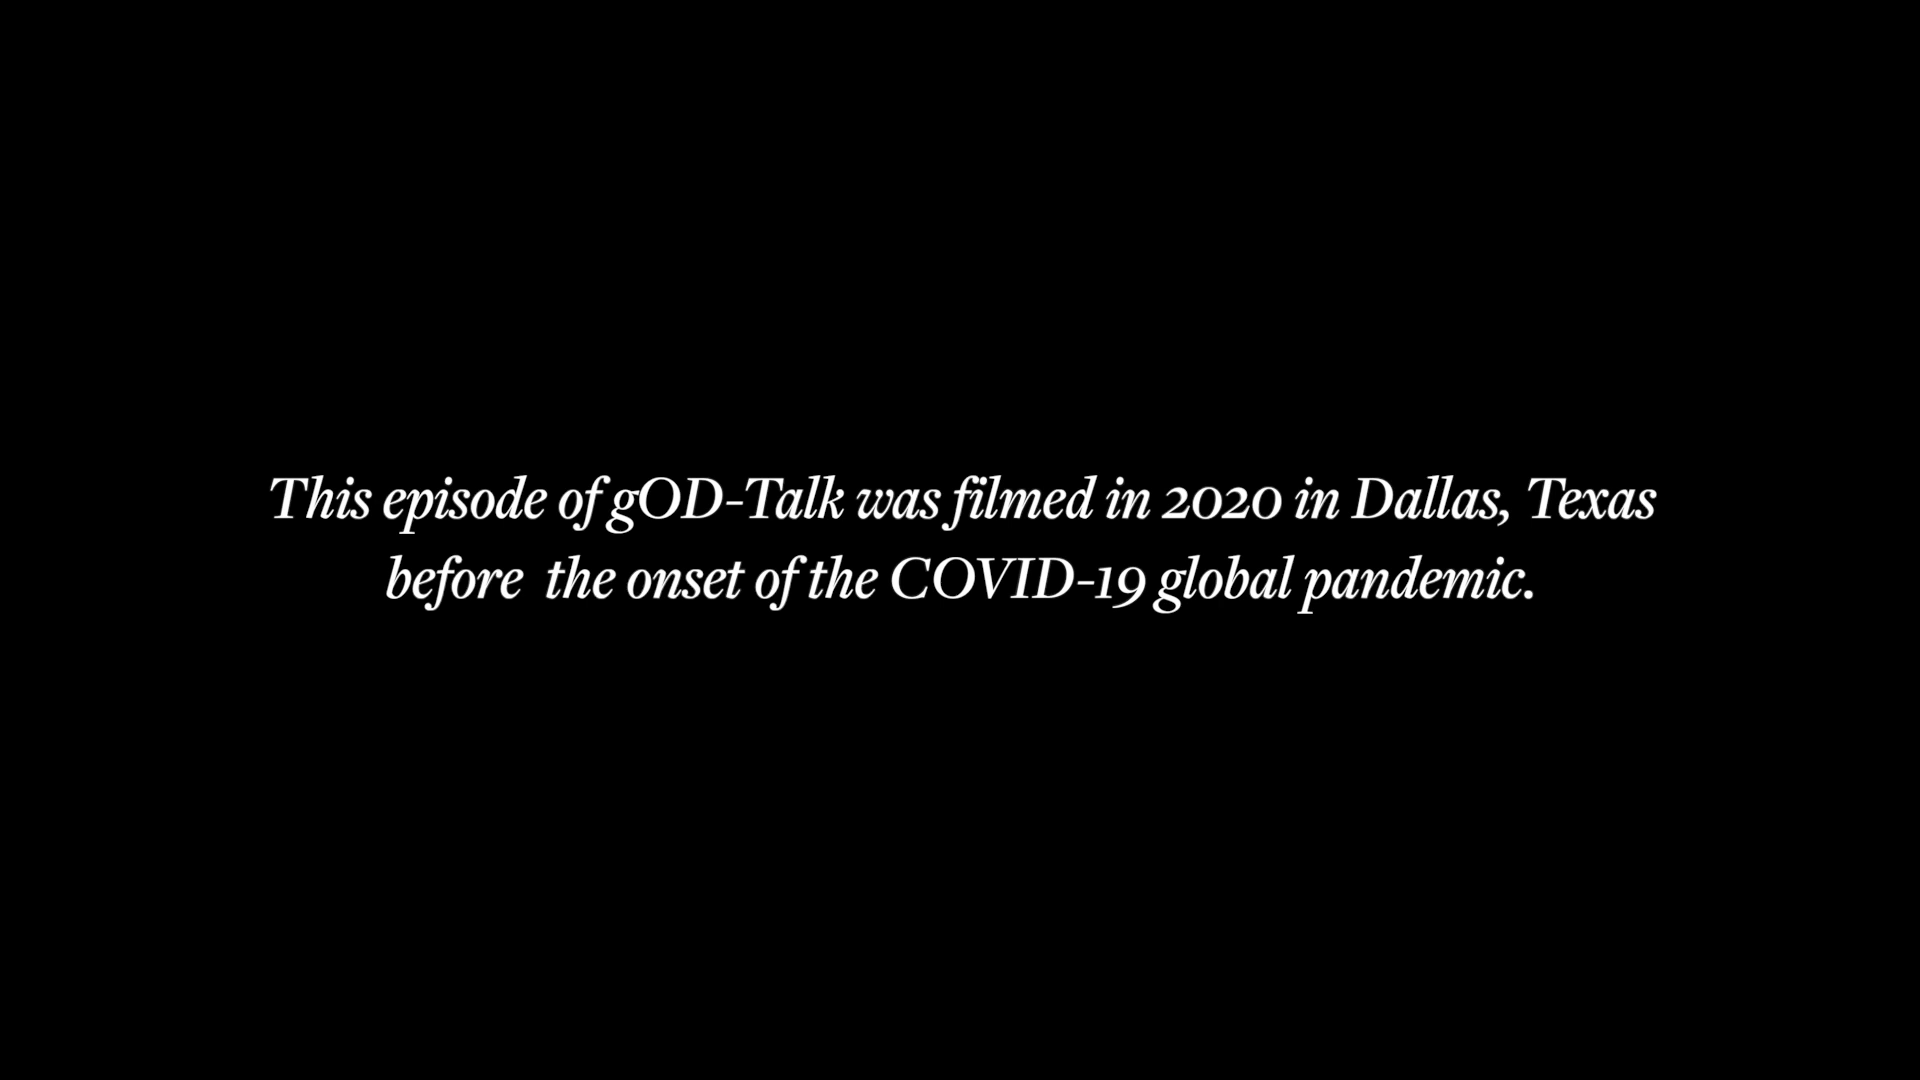 This episode of gOD-Talk was filmed in 2020 in Dallas, Texas
before  the onset of the COVID-19 global pandemic.